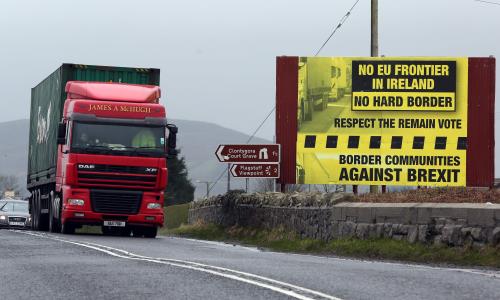 JAMES A McHUGH
DAF
XF
Clontygora
Court Grave
Flagstaff
Viewpoint
NO EU FRONTIER
IN IRELAND
NO HARD BORDER
RESPECT THE REMAIN VOTE
BORDER COMMUNITIES
AGAINST BREXIT